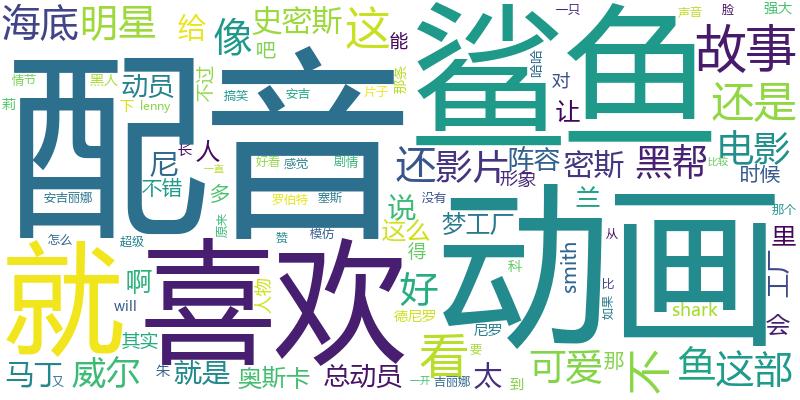 海底 明星 给 像 史密斯 吧 这 能 鲨鱼 一只 脸 声音 强大 故事
情节 黑人 动员 不过 那些 哈哈 对 让 还是
莉 下 lenny 搞笑 安吉 片子
配音
尼 长 人 好看 感觉 剧情 还 影片 阵容 密斯 黑帮 电影
安吉丽娜 不错 多 一直 罗伯特 塞斯 没有 形象 兰 时候 比较
原来 说 梦工厂 那个
怎么 超级 赞 模仿 这么 从 里
就 喜欢 动画
啊 人物 得 科 smith 工厂
will 好 德尼罗 如果 比 shark 会
其实 朱 尼罗 看 要
马丁 又 威尔 就是 奥斯卡 总动员 一开 吉丽娜 太 到 可爱 那 不 鱼 这部